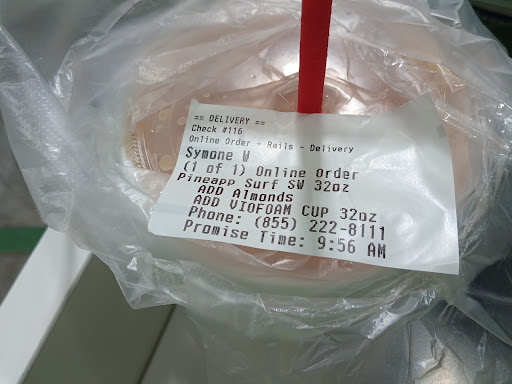 == DELIVERY ==
Check #116
Online Order - Rails - Delivery
Symone W
(1 of 1) Online Order
Pineapp Surf SW 32oz
ADD Almonds
ADD VIOFOAM CUP 32oz
Phone: (855) 222-8111
Promise Time: 9:56 AM